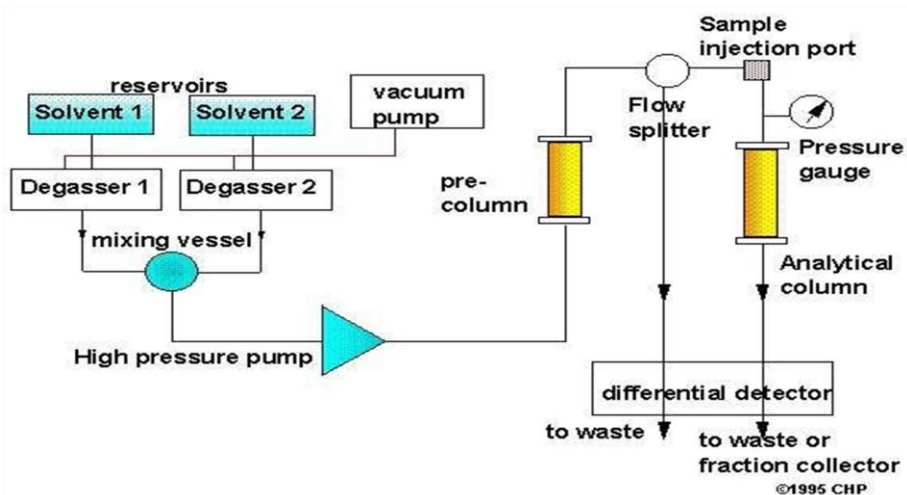 Sample
injection port
reservoirs
Solvent 1
Solvent 2
vacuum
pump
Flow
splitter
Degasser 1
Degasser 2
pre-
column
Pressure
gauge
mixing vessel
Analytical
column
High pressure pump
differential detector
to waste
to waste or
fraction collector
©1995 CHP